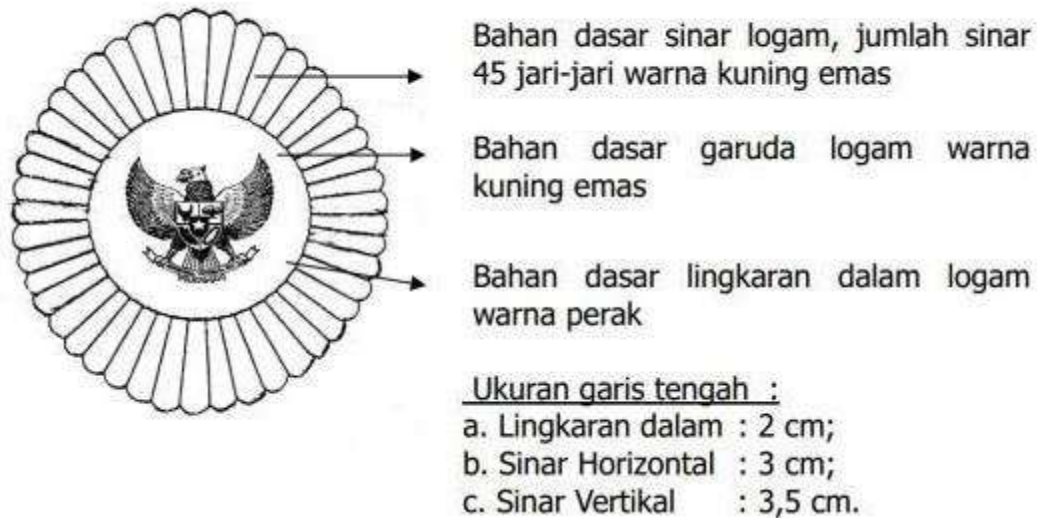 Bahan dasar sinar logam, jumlah sinar
45 jari-jari warna kuning emas
Bahan dasar garuda logam warna
kuning emas
Bahan dasar lingkaran dalam logam
warna perak
Ukuran garis tengah :
a. Lingkaran dalam : 2 cm;
b. Sinar Horizontal : 3 cm;
c. Sinar Vertikal : 3,5 cm.